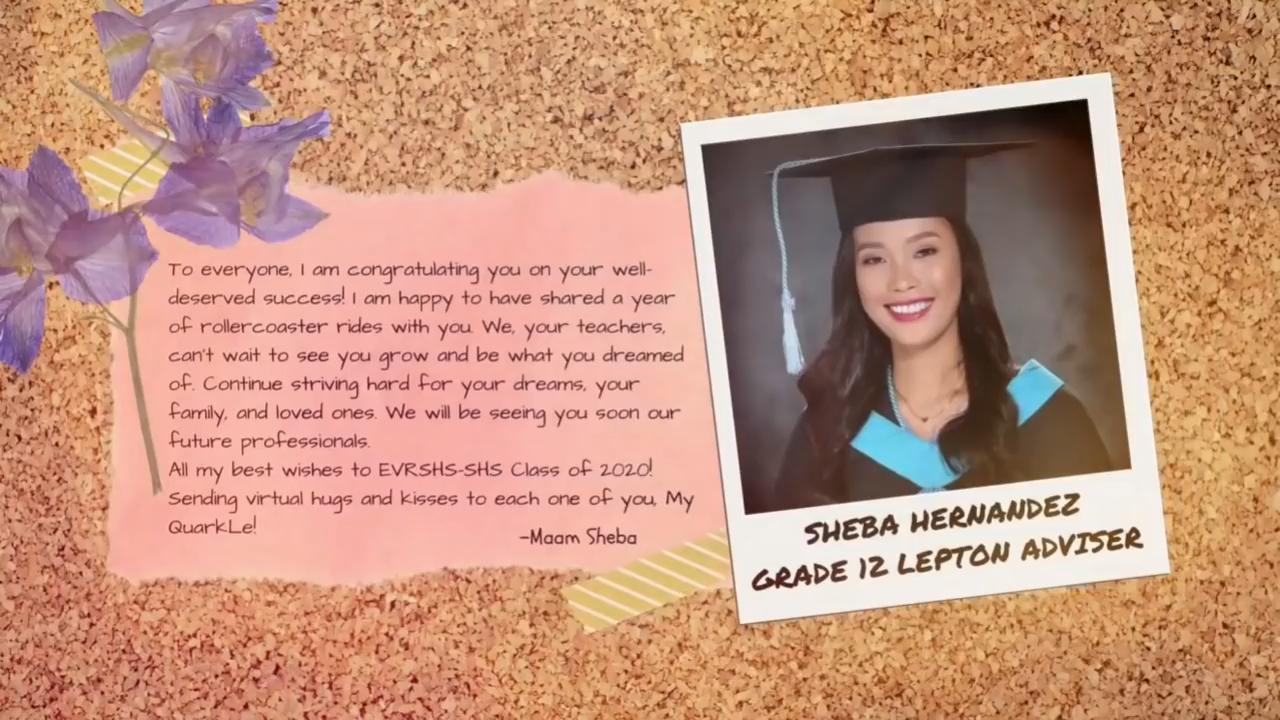 To everyone, I am congratulating you on your well-
deserved success! I am happy to have shared a year
of rollercoaster rides with you. We, your teachers,
can't wait to see you grow and be what you dreamed
of. Continue striving hard for your dreams, your
family, and loved ones. We will be seeing you soon our
future professionals.
All my best wishes to EVRSHS-SHS Class of 2020!
Sending virtual hugs and kisses to each one of you, My
QuarkLe!
-Maam Sheba
SHEBA HERNANDEZ
GRADE 12 LEPTON ADVISER